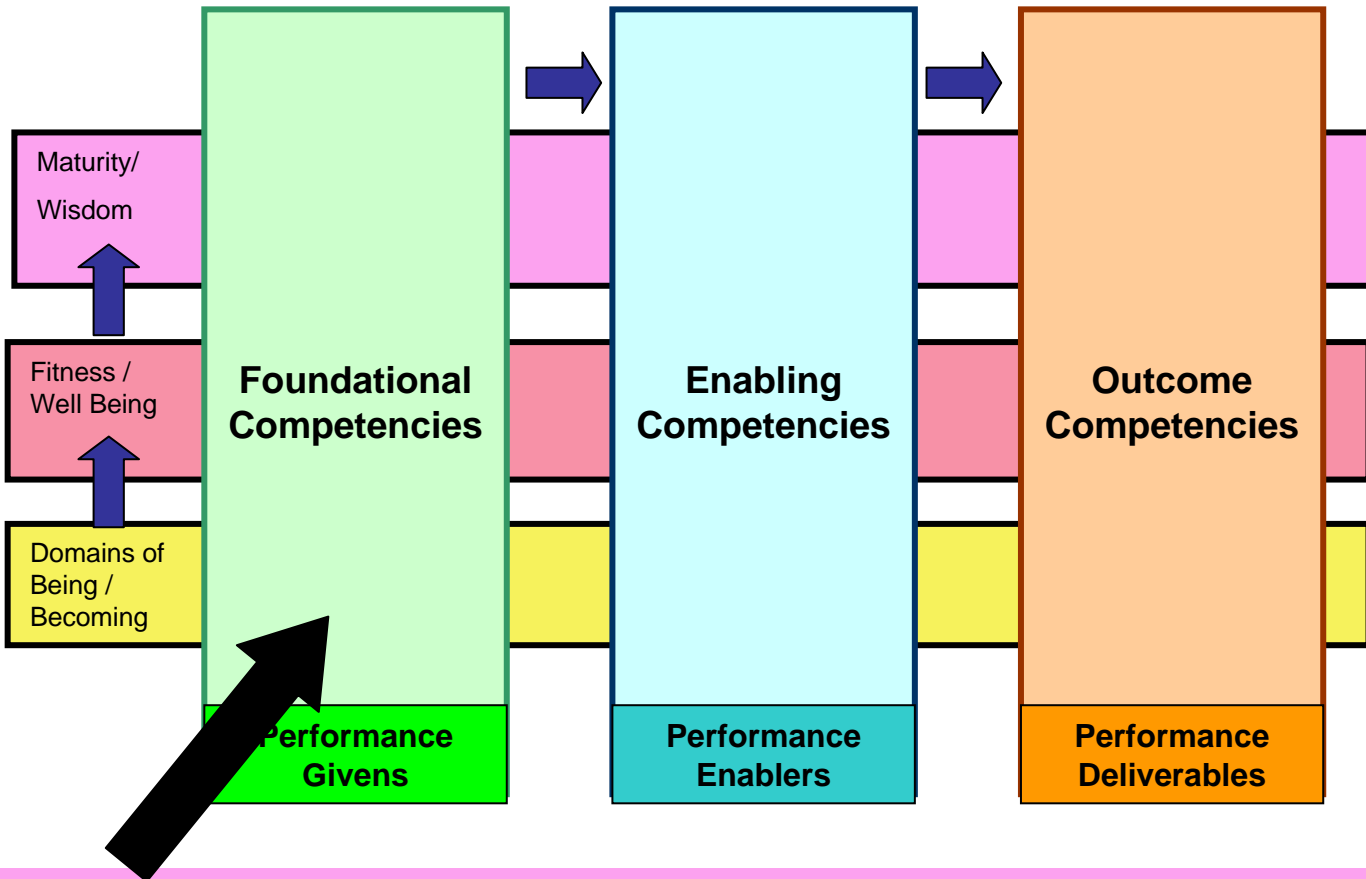 Maturity/
Wisdom
Fitness /
Well Being
Domains of
Being /
Becoming
Foundational
Competencies
Enabling
Competencies
Outcome
Competencies
Performance
Givens
Performance
Enablers
Performance
Deliverables